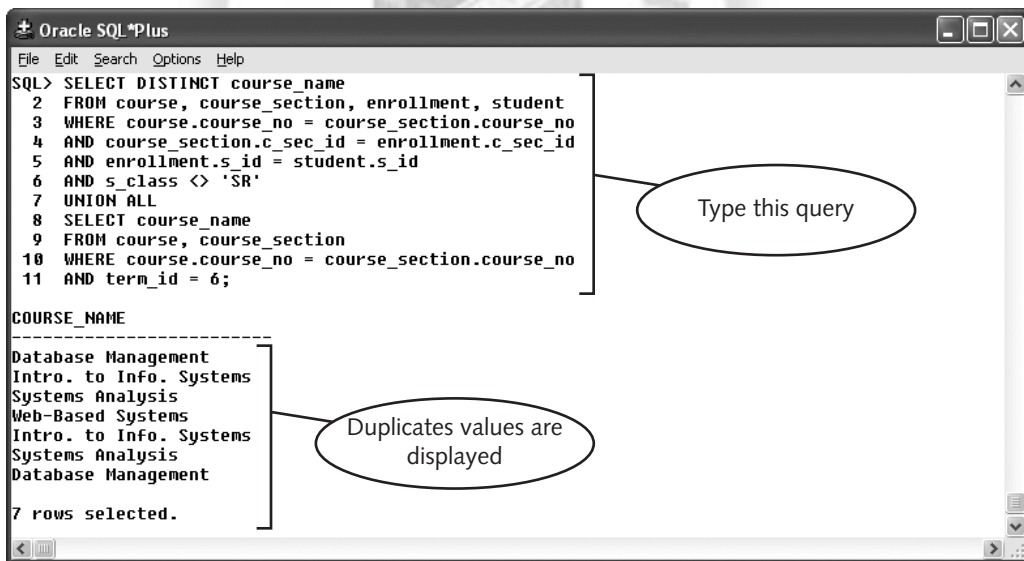 Oracle SQL*Plus
File Edit Search Options Help
SQL> SELECT DISTINCT course_name
2 FROM course, course_section, enrollment, student
3 WHERE course.course_no = course_section.course_no
4 AND course_section.c_sec_id = enrollment.c_sec_id
5 AND enrollment.s_id = student.s_id
6 AND s_class <> 'SR'
7 UNION ALL
8 SELECT course_name
9 FROM course, course_section
10 WHERE course.course_no = course_section.course_no
11 AND term_id = 6;
Type this query
COURSE_NAME
-------------------------
Database Management
Intro. to Info. Systems
Systems Analysis
Web-Based Systems
Intro. to Info. Systems
Systems Analysis
Database Management
Duplicates values are
displayed
7 rows selected.